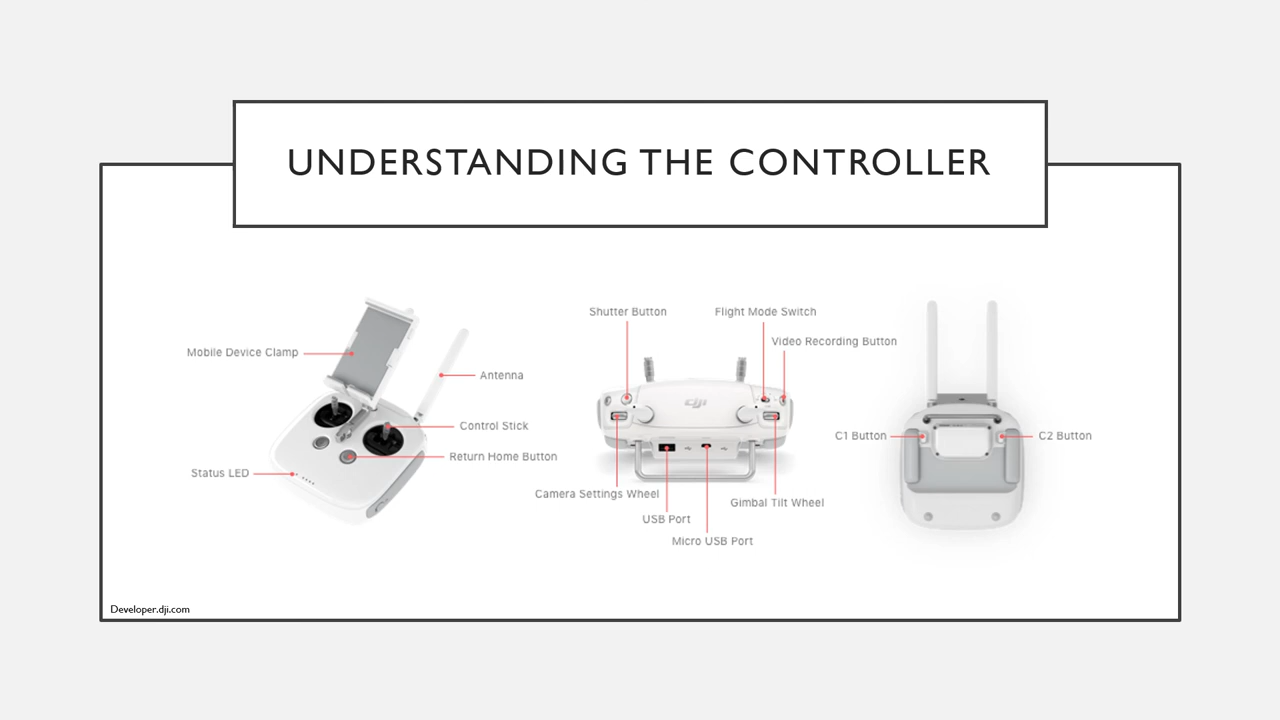 UNDERSTANDING THE CONTROLLER
Mobile Device Clamp
Antenna
Control Stick
Return Home Button
Status LED
Shutter Button
Flight Mode Switch
Video Recording Button
dji
Camera Settings Wheel
Gimbal Tilt Wheel
USB Port
Micro USB Port
C1 Button
C2 Button
Developer.dji.com